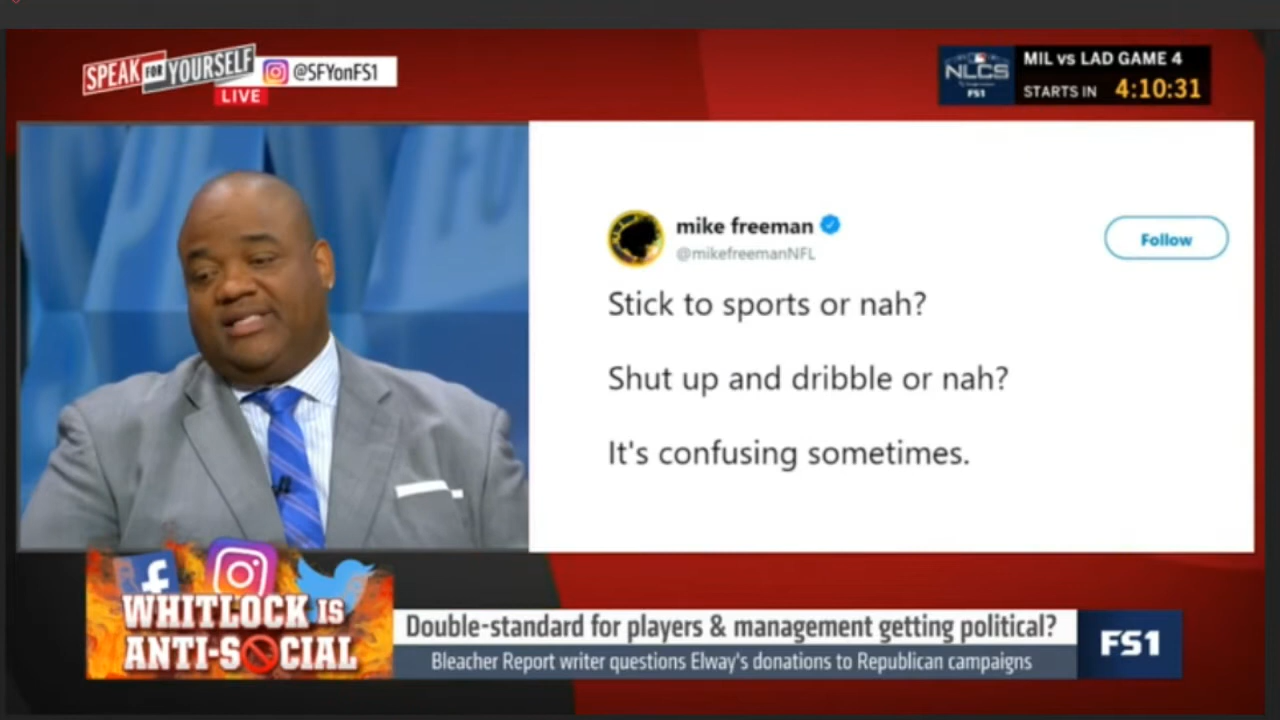 SPEAK FOR YOURSELF
@SFYonFS1
LIVE
NLCS
FS1
MIL vs LAD GAME 4
STARTS IN 4:10:31
mike freeman
@mikefreemanNFL
Follow
Stick to sports or nah?
Shut up and dribble or nah?
It's confusing sometimes.
WHITLOCK IS
ANTI-SOCIAL
Double-standard for players & management getting political?
Bleacher Report writer questions Elway's donations to Republican campaigns
FS1